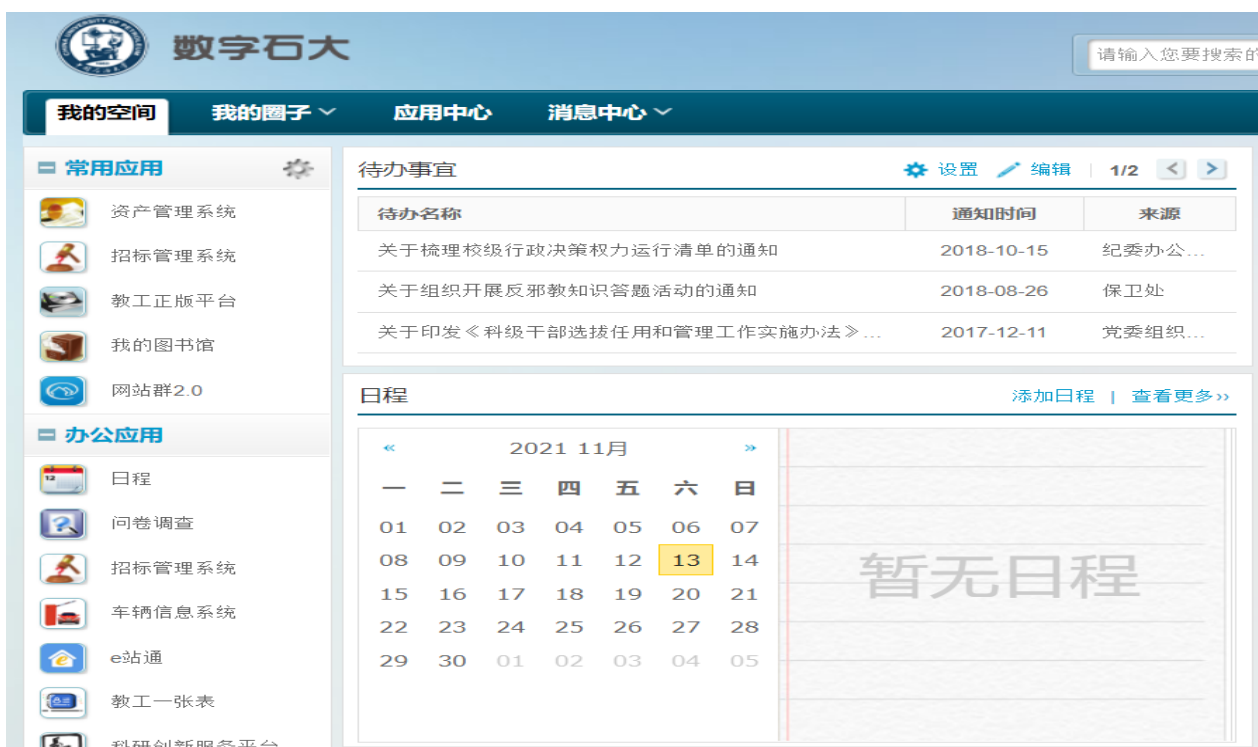 数字石大
请输入您要搜索的
我的空间 我的圈子 应用中心 消息中心
常用应用
资产管理系统
招标管理系统
教工正版平台
我的图书馆
网站群2.0
办公应用
日程
问卷调查
招标管理系统
车辆信息系统
e站通
教工一张表
科研创新服务平台
待办事宜 设置 编辑 | 1/2 < >
待办名称 通知时间 来源
关于梳理校级行政决策权力运行清单的通知 2018-10-15 纪委办公...
关于组织开展反邪教知识答题活动的通知 2018-08-26 保卫处
关于印发《科级干部选拔任用和管理工作实施办法》... 2017-12-11 党委组织...
日程 添加日程 | 查看更多››
« 2021 11月 »
一 二 三 四 五 六 日
01 02 03 04 05 06 07
08 09 10 11 12 13 14
15 16 17 18 19 20 21
22 23 24 25 26 27 28
29 30 01 02 03 04 05
暂无日程